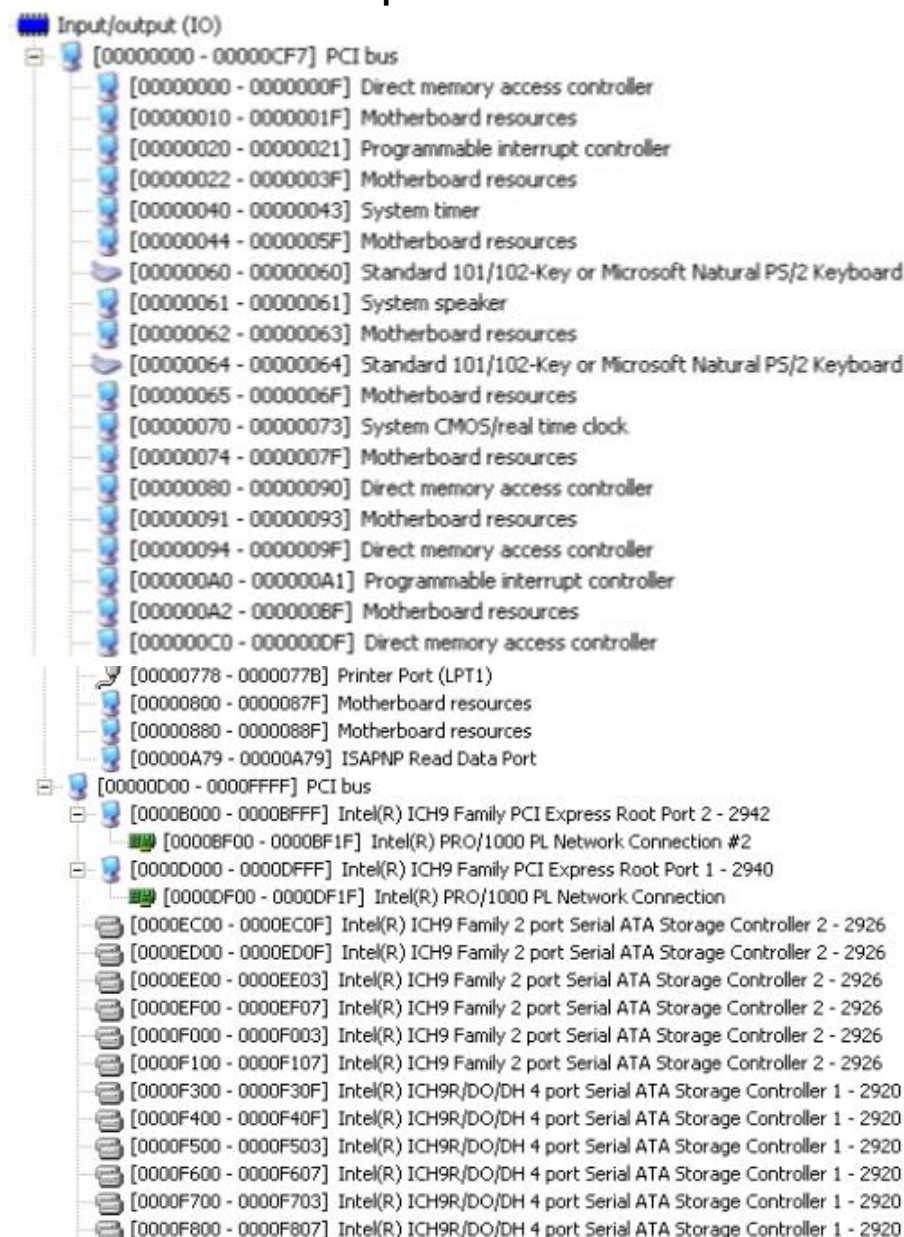 Input/output (IO)
[00000000 - 00000CF7] PCI bus
[00000000 - 0000000F] Direct memory access controller
[00000010 - 0000001F] Motherboard resources
[00000020 - 00000021] Programmable interrupt controller
[00000022 - 0000003F] Motherboard resources
[00000040 - 00000043] System timer
[00000044 - 0000005F] Motherboard resources
[00000060 - 00000060] Standard 101/102-Key or Microsoft Natural PS/2 Keyboard
[00000061 - 00000061] System speaker
[00000062 - 00000063] Motherboard resources
[00000064 - 00000064] Standard 101/102-Key or Microsoft Natural PS/2 Keyboard
[00000065 - 0000006F] Motherboard resources
[00000070 - 00000073] System CMOS/real time clock
[00000074 - 0000007F] Motherboard resources
[00000080 - 00000090] Direct memory access controller
[00000091 - 00000093] Motherboard resources
[00000094 - 0000009F] Direct memory access controller
[000000A0 - 000000A1] Programmable interrupt controller
[000000A2 - 000000BF] Motherboard resources
[000000C0 - 000000DF] Direct memory access controller
[00000778 - 0000077B] Printer Port (LPT1)
[00000800 - 0000087F] Motherboard resources
[00000880 - 0000088F] Motherboard resources
[00000A79 - 00000A79] ISAPNP Read Data Port
[00000D00 - 0000FFFF] PCI bus
[0000B000 - 0000BFFF] Intel(R) ICH9 Family PCI Express Root Port 2 - 2942
[0000BF00 - 0000BF1F] Intel(R) PRO/1000 PL Network Connection #2
[0000D000 - 0000DFFF] Intel(R) ICH9 Family PCI Express Root Port 1 - 2940
[0000DF00 - 0000DF1F] Intel(R) PRO/1000 PL Network Connection
[0000EC00 - 0000EC0F] Intel(R) ICH9 Family 2 port Serial ATA Storage Controller 2 - 2926
[0000ED00 - 0000ED0F] Intel(R) ICH9 Family 2 port Serial ATA Storage Controller 2 - 2926
[0000EE00 - 0000EE03] Intel(R) ICH9 Family 2 port Serial ATA Storage Controller 2 - 2926
[0000EF00 - 0000EF07] Intel(R) ICH9 Family 2 port Serial ATA Storage Controller 2 - 2926
[0000F000 - 0000F003] Intel(R) ICH9 Family 2 port Serial ATA Storage Controller 2 - 2926
[0000F100 - 0000F107] Intel(R) ICH9 Family 2 port Serial ATA Storage Controller 2 - 2926
[0000F300 - 0000F30F] Intel(R) ICH9R/DO/DH 4 port Serial ATA Storage Controller 1 - 2920
[0000F400 - 0000F40F] Intel(R) ICH9R/DO/DH 4 port Serial ATA Storage Controller 1 - 2920
[0000F500 - 0000F503] Intel(R) ICH9R/DO/DH 4 port Serial ATA Storage Controller 1 - 2920
[0000F600 - 0000F607] Intel(R) ICH9R/DO/DH 4 port Serial ATA Storage Controller 1 - 2920
[0000F700 - 0000F703] Intel(R) ICH9R/DO/DH 4 port Serial ATA Storage Controller 1 - 2920
[0000F800 - 0000F807] Intel(R) ICH9R/DO/DH 4 port Serial ATA Storage Controller 1 - 2920